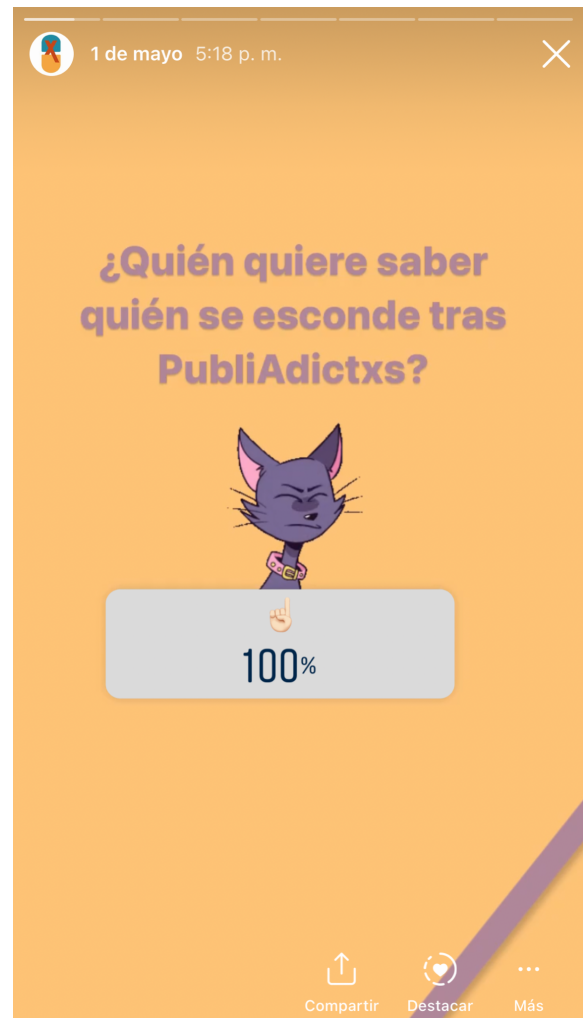 1 de mayo 5:18 p. m.
¿Quién quiere saber
quién se esconde tras
PubliAdictxs?
100%
Compartir Destacar Más